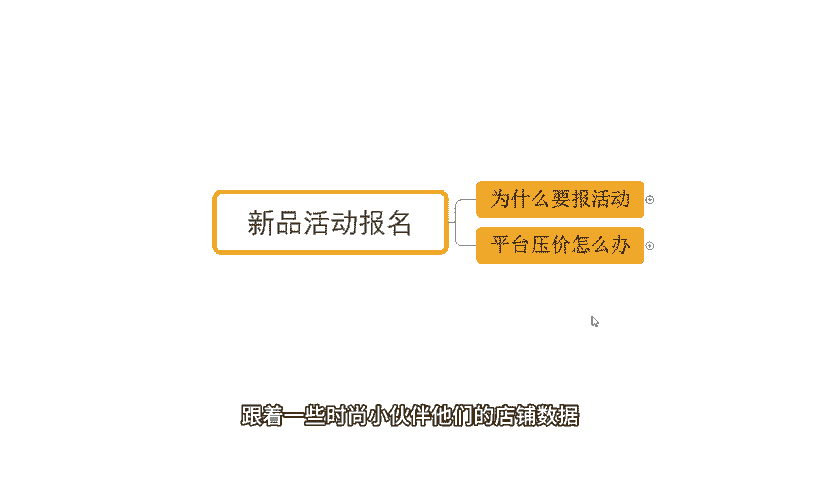 新品活动报名
为什么要报活动
平台压价怎么办
跟着一些时尚小伙伴他们的店铺数据